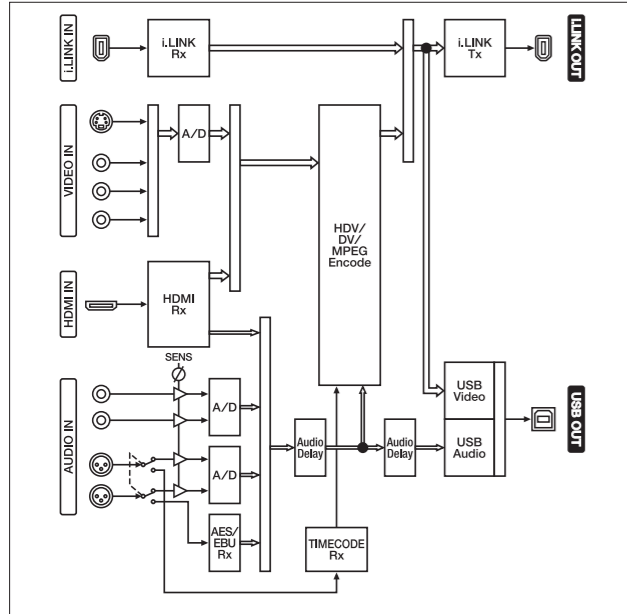 i.LINK IN
i.LINK
Rx
i.LINK
Tx
i.LINK OUT
VIDEO IN
A/D
HDV/
DV/
MPEG
Encode
HDMI IN
HDMI
Rx
SENS
AUDIO IN
A/D
A/D
AES/
EBU
Rx
Audio
Delay
Audio
Delay
TIMECODE
Rx
USB
Video
USB
Audio
USB OUT